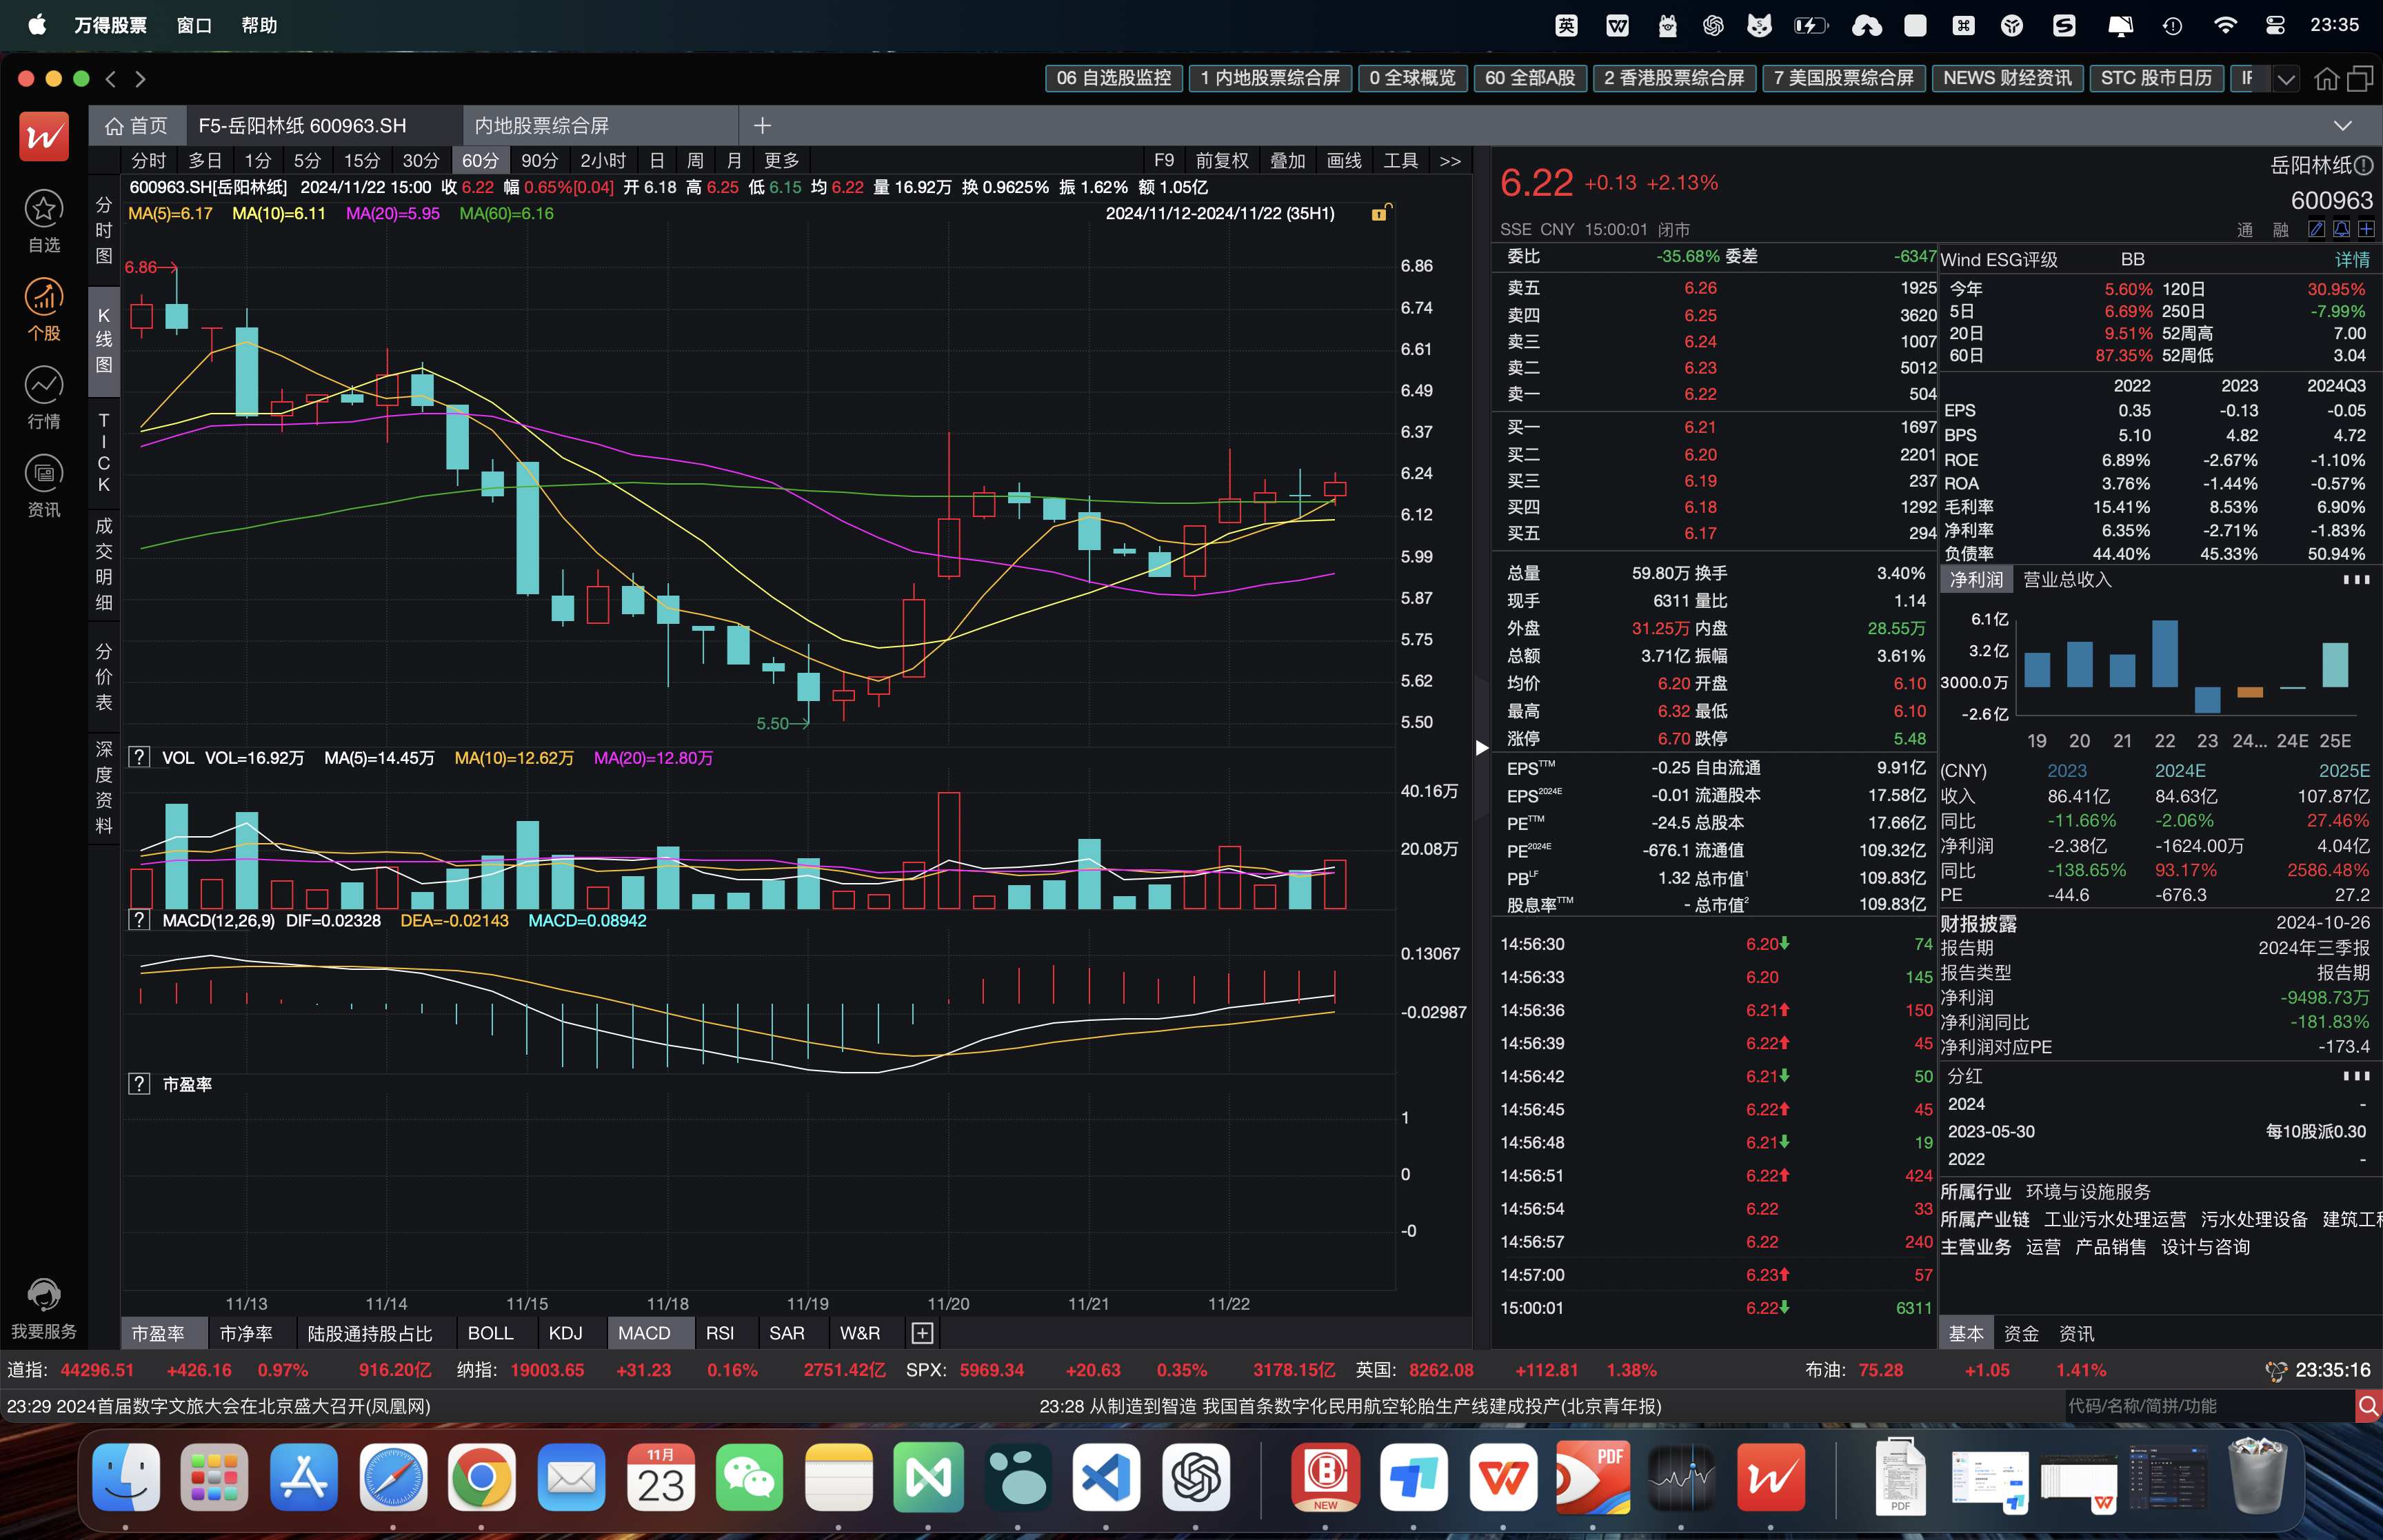 万得股票 窗口 帮助 英 23:35
06 自选股监控 1 内地股票综合屏 0 全球概览 60 全部A股 2 香港股票综合屏 7 美国股票综合屏 NEWS 财经资讯 STC 股市日历
首页 F5-岳阳林纸 600963.SH 内地股票综合屏
分时 多日 1分 5分 15分 30分 60分 90分 2小时 日 周 月 更多 F9 前复权 叠加 画线 工具 >>
600963.SH[岳阳林纸] 2024/11/22 15:00 收 6.22 幅 0.65%[0.04] 开 6.18 高 6.25 低 6.15 均 6.22 量 16.92万 换 0.9625% 振 1.62% 额 1.05亿
MA(5)=6.17 MA(10)=6.11 MA(20)=5.95 MA(60)=6.16 2024/11/12-2024/11/22 (35H1)
自选
个股
行情
资讯
我要服务
分时图
K线图
TICK
成交明细
分价表
深度资料
6.86
5.50
6.86
6.74
6.61
6.49
6.37
6.24
6.12
5.99
5.87
5.75
5.62
5.50
? VOL VOL=16.92万 MA(5)=14.45万 MA(10)=12.62万 MA(20)=12.80万
40.16万
20.08万
? MACD(12,26,9) DIF=0.02328 DEA=-0.02143 MACD=0.08942
0.13067
-0.02987
? 市盈率
1
0
-0
11/13 11/14 11/15 11/18 11/19 11/20 11/21 11/22
市盈率 市净率 陆股通持股占比 BOLL KDJ MACD RSI SAR W&R
6.22 +0.13 +2.13%
岳阳林纸
600963
SSE CNY 15:00:01 闭市
通 融
委比 -35.68% 委差 -6347
卖五 6.26 1925
卖四 6.25 3620
卖三 6.24 1007
卖二 6.23 5012
卖一 6.22 504
买一 6.21 1697
买二 6.20 2201
买三 6.19 237
买四 6.18 1292
买五 6.17 294
总量 59.80万 换手 3.40%
现手 6311 量比 1.14
外盘 31.25万 内盘 28.55万
总额 3.71亿 振幅 3.61%
均价 6.20 开盘 6.10
最高 6.32 最低 6.10
涨停 6.70 跌停 5.48
EPSTTM -0.25 自由流通 9.91亿
EPS2024E -0.01 流通股本 17.58亿
PETTM -24.5 总股本 17.66亿
PE2024E -676.1 流通值 109.32亿
PBLF 1.32 总市值1 109.83亿
股息率TTM - 总市值2 109.83亿
14:56:30 6.20 74
14:56:33 6.20 145
14:56:36 6.21 150
14:56:39 6.22 45
14:56:42 6.21 50
14:56:45 6.22 45
14:56:48 6.21 19
14:56:51 6.22 424
14:56:54 6.22 33
14:56:57 6.22 240
14:57:00 6.23 57
15:00:01 6.22 6311
Wind ESG评级 BB 详情
今年 5.60% 120日 30.95%
5日 6.69% 250日 -7.99%
20日 9.51% 52周高 7.00
60日 87.35% 52周低 3.04
2022 2023 2024Q3
EPS 0.35 -0.13 -0.05
BPS 5.10 4.82 4.72
ROE 6.89% -2.67% -1.10%
ROA 3.76% -1.44% -0.57%
毛利率 15.41% 8.53% 6.90%
净利率 6.35% -2.71% -1.83%
负债率 44.40% 45.33% 50.94%
净利润 营业总收入
6.1亿
3.2亿
3000.0万
-2.6亿
19 20 21 22 23 24... 24E 25E
(CNY) 2023 2024E 2025E
收入 86.41亿 84.63亿 107.87亿
同比 -11.66% -2.06% 27.46%
净利润 -2.38亿 -1624.00万 4.04亿
同比 -138.65% 93.17% 2586.48%
PE -44.6 -676.3 27.2
财报披露 2024-10-26
报告期 2024年三季报
报告类型 报告期
净利润 -9498.73万
净利润同比 -181.83%
净利润对应PE -173.4
分红
2024 -
2023-05-30 每10股派0.30
2022 -
所属行业 环境与设施服务
所属产业链 工业污水处理运营 污水处理设备 建筑工程
主营业务 运营 产品销售 设计与咨询
基本 资金 资讯
道指: 44296.51 +426.16 0.97% 916.20亿 纳指: 19003.65 +31.23 0.16% 2751.42亿 SPX: 5969.34 +20.63 0.35% 3178.15亿 英国: 8262.08 +112.81 1.38% 布油: 75.28 +1.05 1.41% 23:35:16
23:29 2024首届数字文旅大会在北京盛大召开(凤凰网) 23:28 从制造到智造 我国首条数字化民用航空轮胎生产线建成投产(北京青年报) 代码/名称/简拼/功能
11月
23
NEW
PDF
PDF